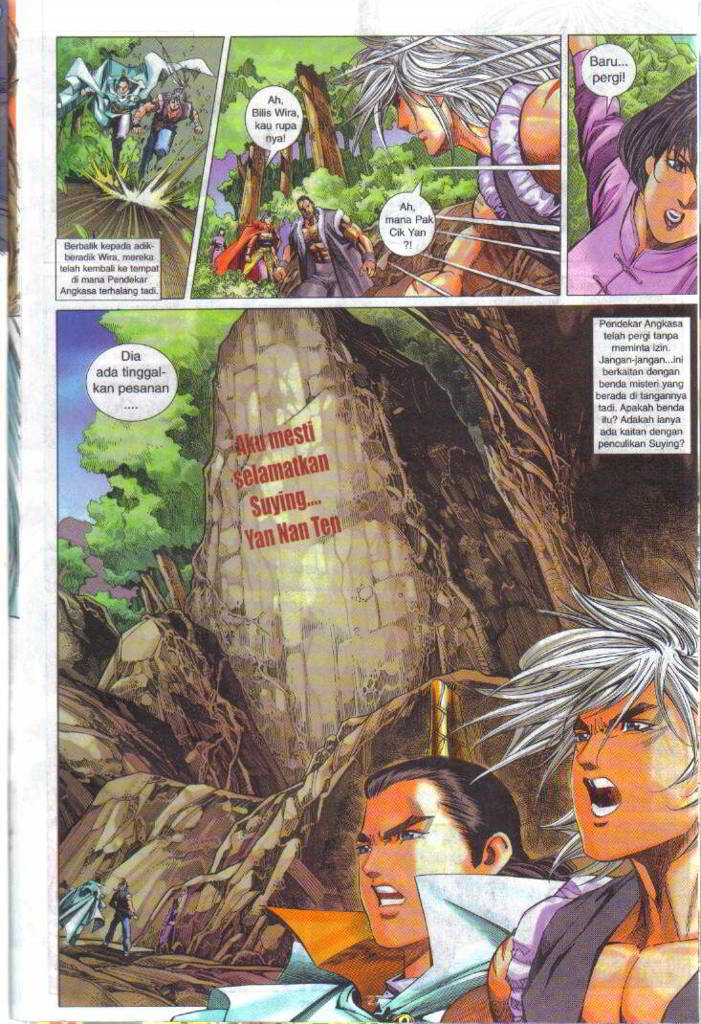 Berbalik kepada adik-
beradik Wira, mereka
telah kembali ke tempat
di mana Pendekar
Angkasa terhalang tadi.
Ah,
Bilis Wira,
kau rupa
nya!
Ah,
mana Pak
Cik Yan
?!
Baru...
pergi!
Dia
ada tinggal-
kan pesanan
....
Aku mesti
selamatkan
Suying....
Yan Nan Ten
Pendekar Angkasa
telah pergi tanpa
meminta izin.
Jangan-jangan...ini
berkaitan dengan
benda misteri yang
berada di tangannya
tadi. Apakah benda
itu? Adakah ianya
ada kaitan dengan
penculikan Suying?